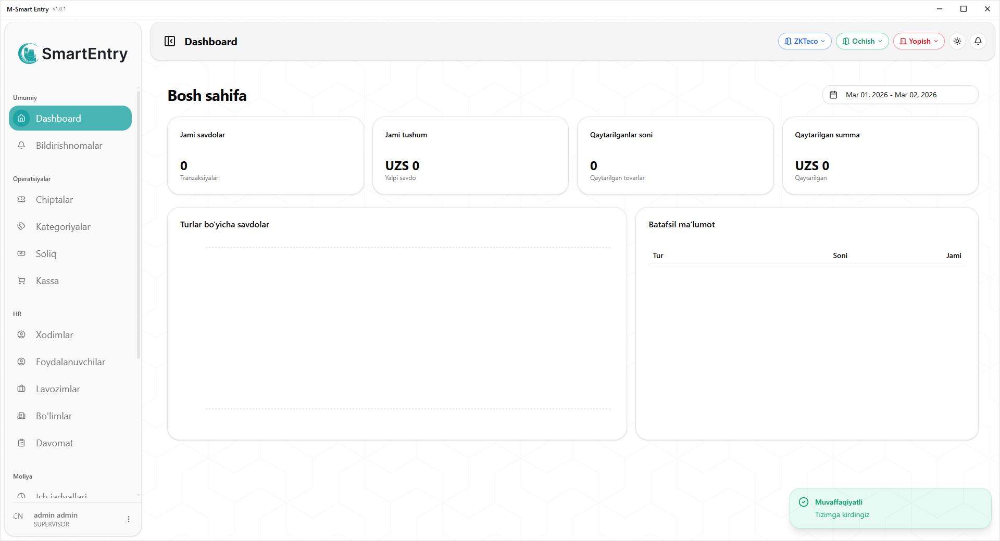 M-Smart Entry v1.0.1
SmartEntry
Umumiy
Dashboard
Bildirishnomalar
Operatsiyalar
Chiptalar
Kategoriyalar
Soliq
Kassa
HR
Xodimlar
Foydalanuvchilar
Lavozimlar
Bo'limlar
Davomat
Moliya
Ish jadvallari
CN
admin admin
SUPERVISOR
Dashboard
ZKTeco
Ochish
Yopish
Bosh sahifa
Mar 01, 2026 - Mar 02, 2026
Jami savdolar
0
Tranzaksiyalar
Jami tushum
UZS 0
Yalpi savdo
Qaytarilganlar soni
0
Qaytarilgan tovarlar
Qaytarilgan summa
UZS 0
Qaytarilgan
Turlar bo'yicha savdolar
Batafsil ma'lumot
Tur Soni Jami
Muvaffaqiyatli
Tizimga kirdingiz